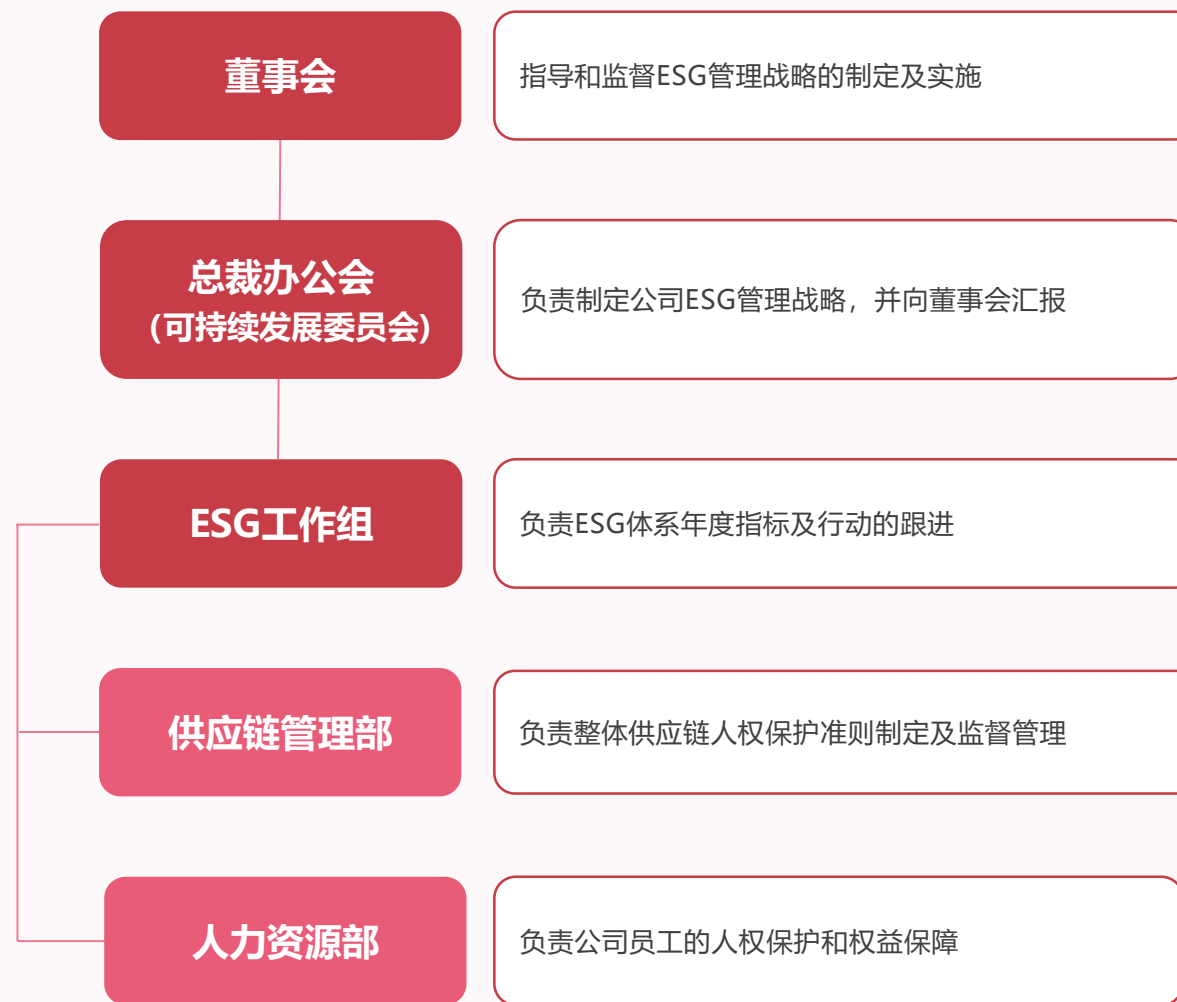 董事会
指导和监督ESG管理战略的制定及实施
总裁办公会
(可持续发展委员会)
负责制定公司ESG管理战略，并向董事会汇报
ESG工作组
负责ESG体系年度指标及行动的跟进
供应链管理部
负责整体供应链人权保护准则制定及监督管理
人力资源部
负责公司员工的人权保护和权益保障